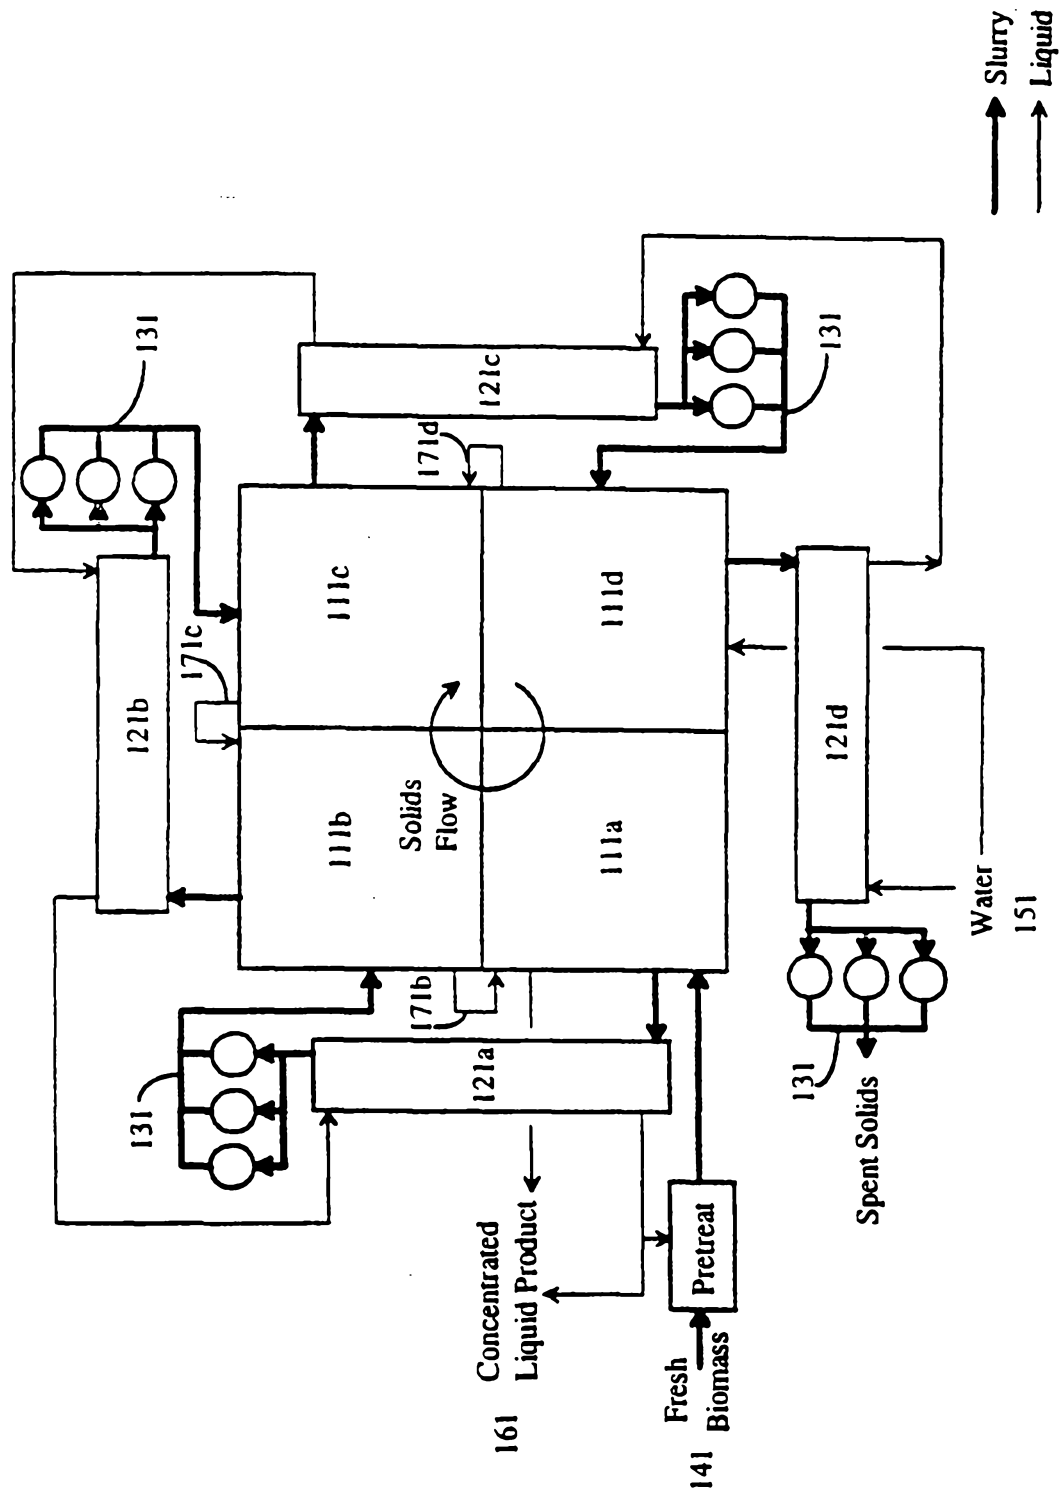 131
131
171c
171d
121b
121c
111c
111d
111b
111a
Solids
Flow
121d
171b
121a
131
131
Water
151
Spent Solids
Concentrated
Liquid Product
161
Pretreat
Fresh
Biomass
141
Slurry
Liquid